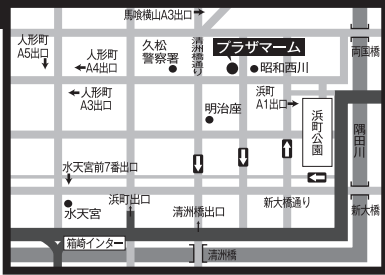 馬喰横山A3出口
人形町
A5出口
人形町
A4出口
久松
警察署
清洲橋通り
プラザマーム
両国橋
昭和西川
人形町
A3出口
浜町
A1出口
明治座
浜町公園
隅田川
水天宮前7番出口
浜町出口
水天宮
清洲橋出口
新大橋通り
新大橋
箱崎インター
清洲橋